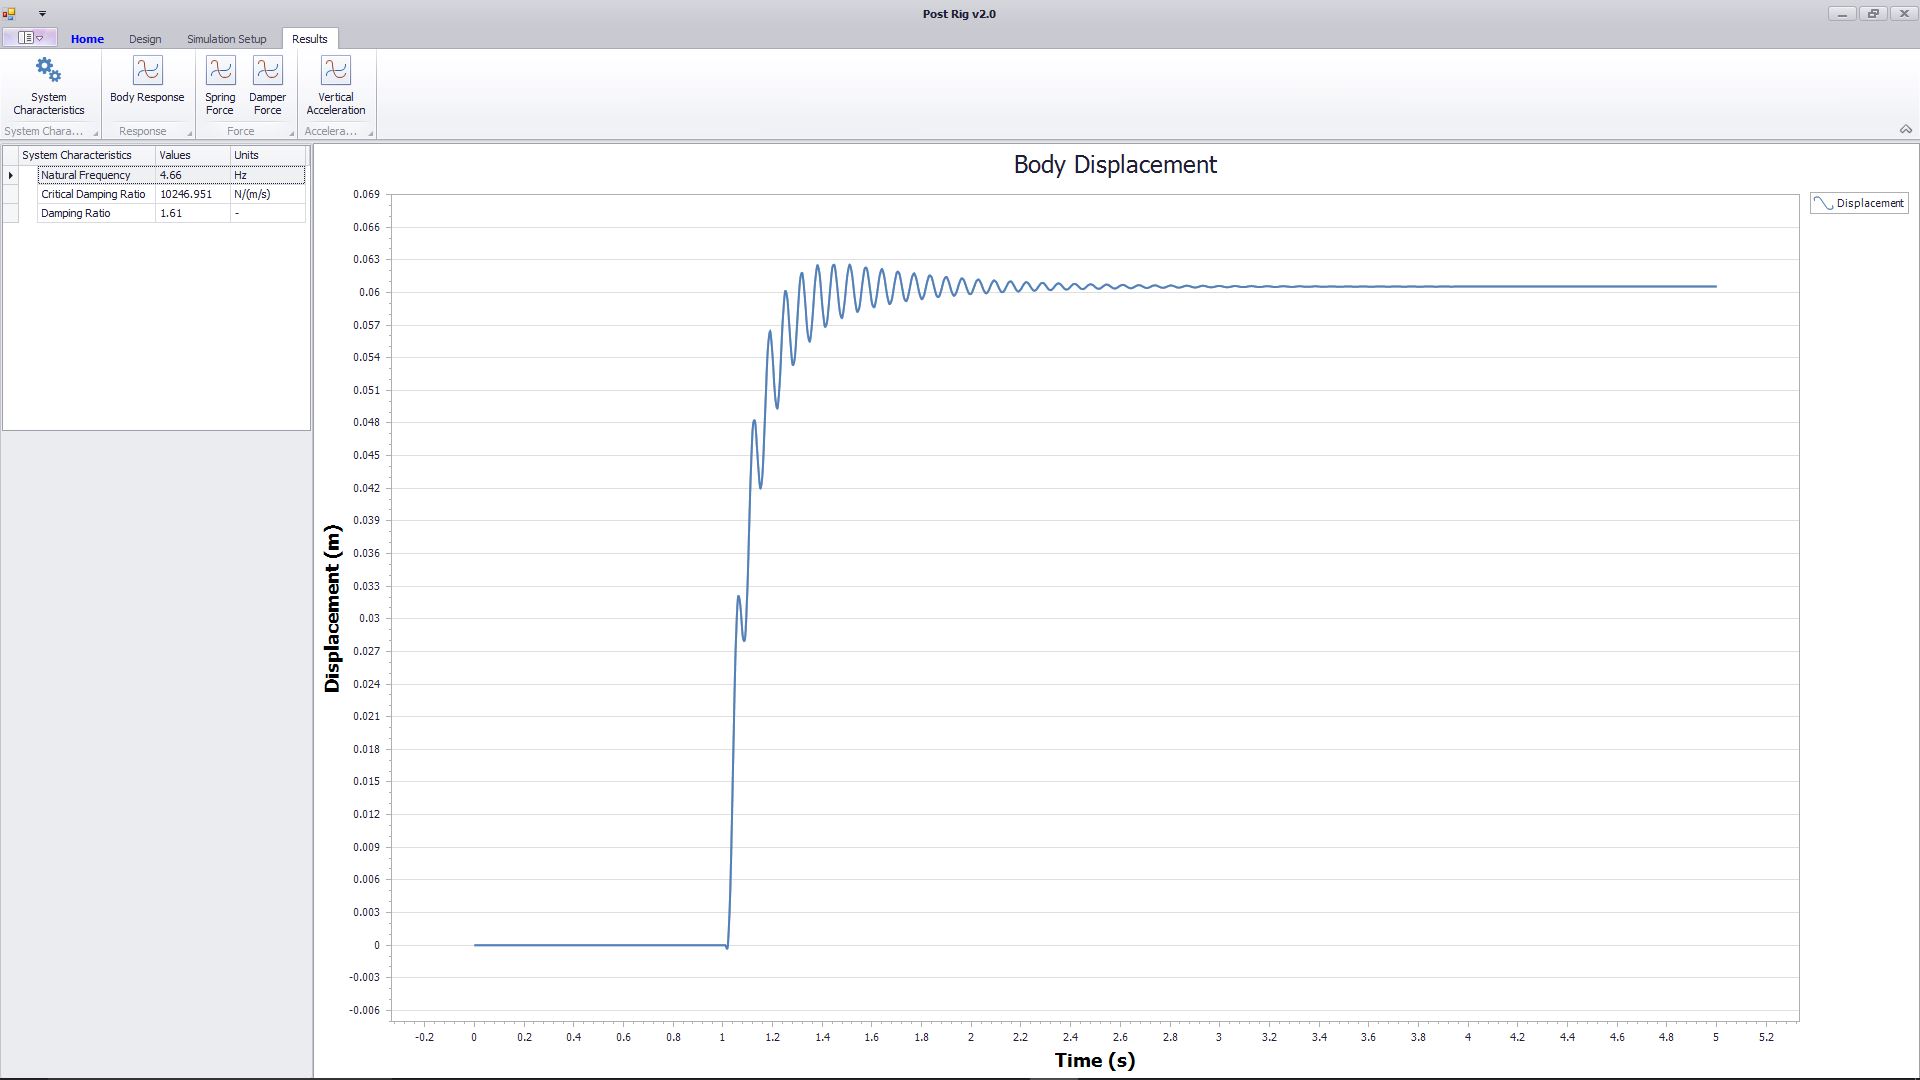 Post Rig v2.0
Home Design Simulation Setup Results
System Characteristics
Body Response
Spring Force
Damper Force
Vertical Acceleration
System Chara... Response Force Accelera...
System Characteristics Values Units
Natural Frequency 4.66 Hz
Critical Damping Ratio 10246.951 N/(m/s)
Damping Ratio 1.61 -
Body Displacement
Displacement
0.069
0.066
0.063
0.06
0.057
0.054
0.051
0.048
0.045
0.042
0.039
0.036
0.033
0.03
0.027
0.024
0.021
0.018
0.015
0.012
0.009
0.006
0.003
0
-0.003
-0.006
Displacement (m)
-0.2 0 0.2 0.4 0.6 0.8 1 1.2 1.4 1.6 1.8 2 2.2 2.4 2.6 2.8 3 3.2 3.4 3.6 3.8 4 4.2 4.4 4.6 4.8 5 5.2
Time (s)